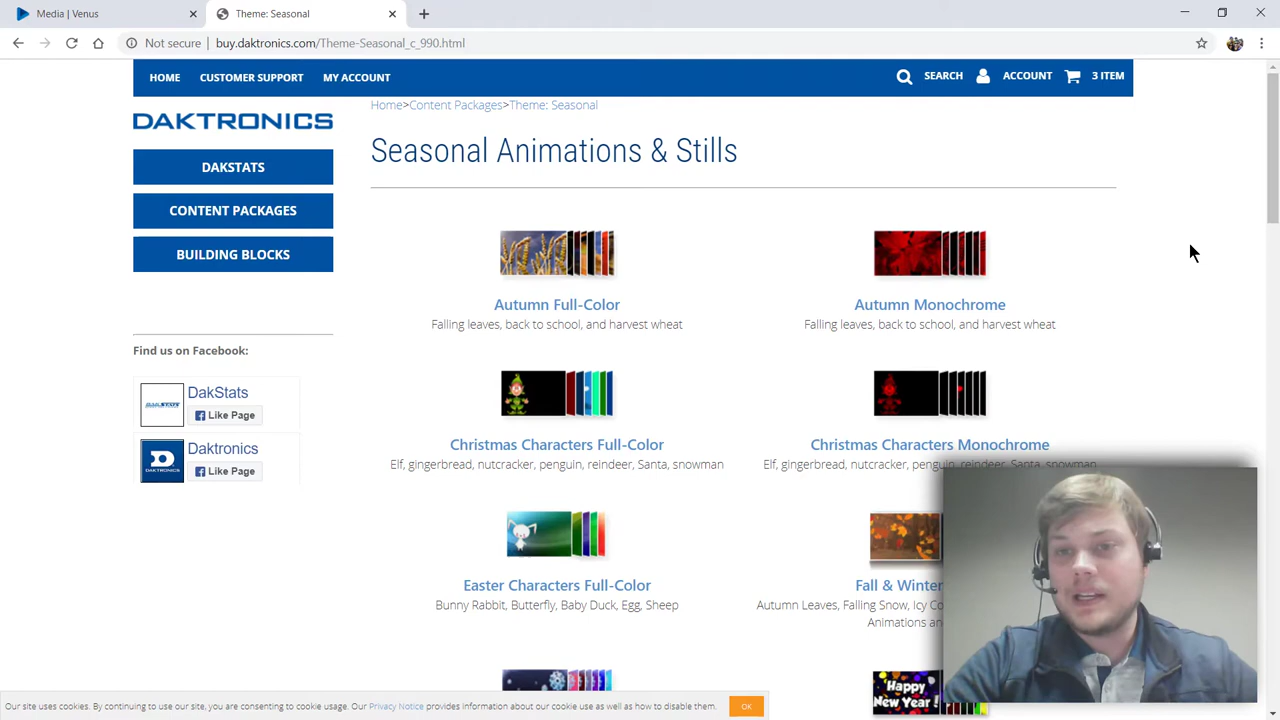 Media | Venus
Theme: Seasonal
Not secure
buy.daktronics.com/Theme-Seasonal_c_990.html
HOME
CUSTOMER SUPPORT
MY ACCOUNT
SEARCH
ACCOUNT
3 ITEM
DAKTRONICS
DAKSTATS
CONTENT PACKAGES
BUILDING BLOCKS
Find us on Facebook:
DakStats
Like Page
Daktronics
Like Page
Home>Content Packages>Theme: Seasonal
Seasonal Animations & Stills
Autumn Full-Color
Falling leaves, back to school, and harvest wheat
Autumn Monochrome
Falling leaves, back to school, and harvest wheat
Christmas Characters Full-Color
Elf, gingerbread, nutcracker, penguin, reindeer, Santa, snowman
Christmas Characters Monochrome
Elf, gingerbread, nutcracker, penguin, reindeer, Santa, snowman
Easter Characters Full-Color
Bunny Rabbit, Butterfly, Baby Duck, Egg, Sheep
Fall & Winter
Autumn Leaves, Falling Snow, Icy
Animations
Happy
New Year!
Our site uses cookies. By continuing to use our site, you are consenting to cookie usage. Our Privacy Notice provides information about our cookie use as well as how to disable them.
OK